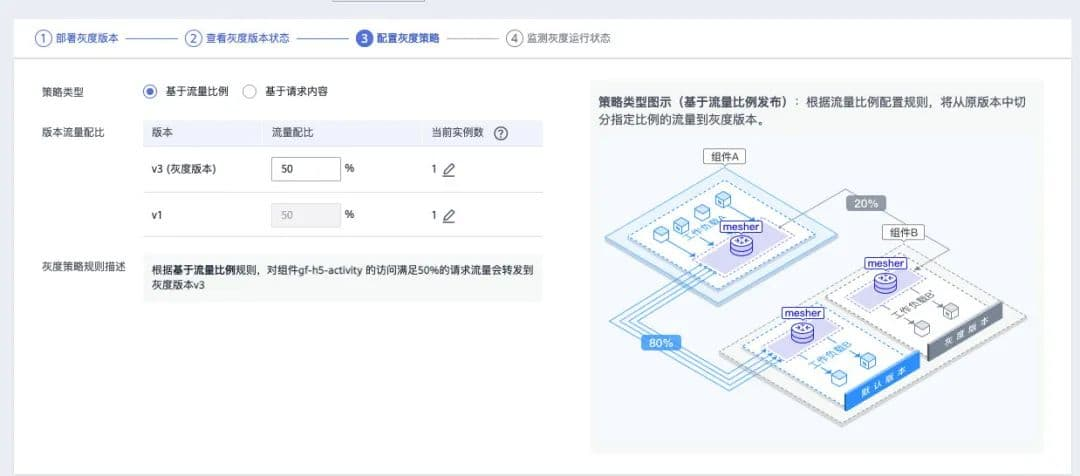 1 部署灰度版本 2 查看灰度版本状态 3 配置灰度策略 4 监测灰度运行状态
策略类型 基于流量比例 基于请求内容
版本流量配比 版本 流量配比 当前实例数 ?
v3 (灰度版本) 50 % 1
v1 50 % 1
灰度策略规则描述
根据基于流量比例规则，对组件gf-h5-activity 的访问满足50%的请求流量会转发到
灰度版本v3
策略类型图示（基于流量比例发布）：根据流量比例配置规则，将从原版本中切
分指定比例的流量到灰度版本。
组件A
工作负载A
mesher
20%
组件B
mesher
工作负载B
灰度版本
mesher
80%
工作负载B
默认版本